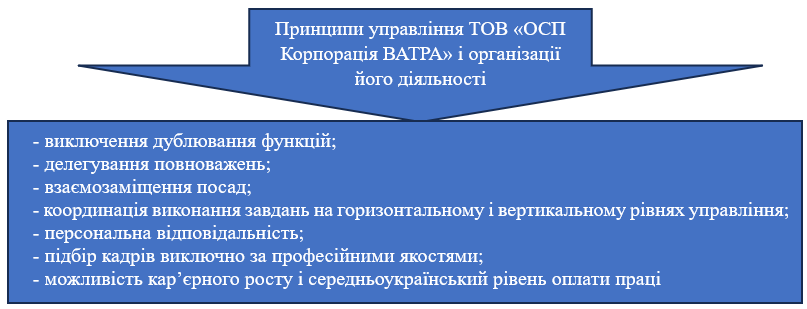 Принципи управління ТОВ «ОСП
Корпорація ВАТРА» і організації
його діяльності
- виключення дублювання функцій;
- делегування повноважень;
- взаємозаміщення посад;
- координація виконання завдань на горизонтальному і вертикальному рівнях управління;
- персональна відповідальність;
- підбір кадрів виключно за професійними якостями;
- можливість кар’єрного росту і середньоукраїнський рівень оплати праці